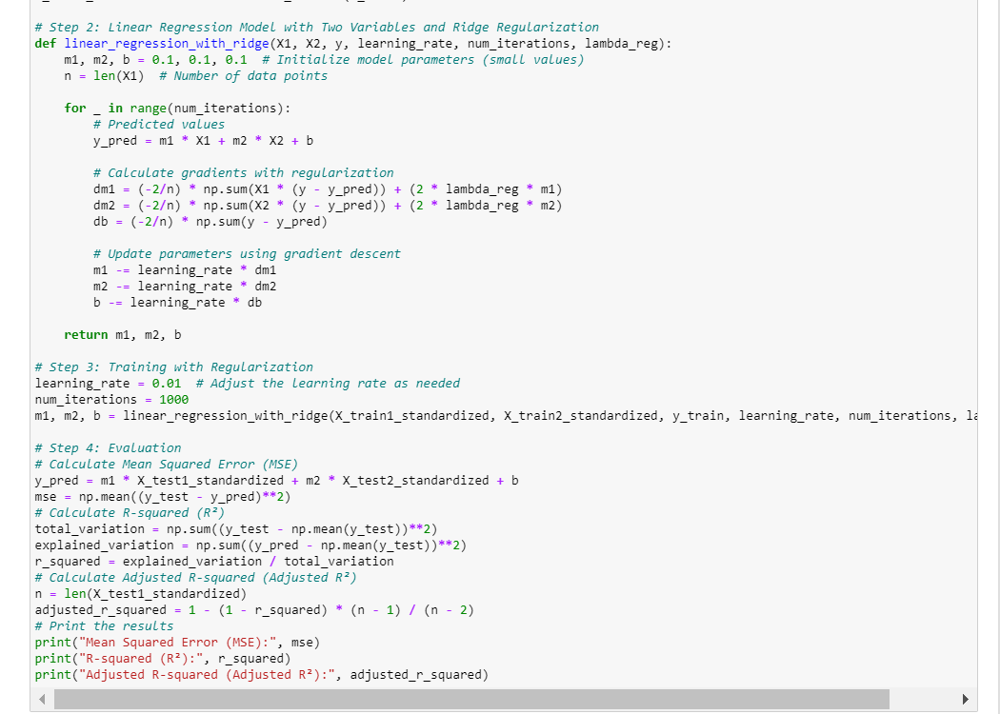 # Step 2: Linear Regression Model with Two Variables and Ridge Regularization
def linear_regression_with_ridge(X1, X2, y, learning_rate, num_iterations, lambda_reg):
    m1, m2, b = 0.1, 0.1, 0.1  # Initialize model parameters (small values)
    n = len(X1)  # Number of data points
    for _ in range(num_iterations):
        # Predicted values
        y_pred = m1 * X1 + m2 * X2 + b
        # Calculate gradients with regularization
        dm1 = (-2/n) * np.sum(X1 * (y - y_pred)) + (2 * lambda_reg * m1)
        dm2 = (-2/n) * np.sum(X2 * (y - y_pred)) + (2 * lambda_reg * m2)
        db = (-2/n) * np.sum(y - y_pred)
        # Update parameters using gradient descent
        m1 -= learning_rate * dm1
        m2 -= learning_rate * dm2
        b -= learning_rate * db
    return m1, m2, b
# Step 3: Training with Regularization
learning_rate = 0.01  # Adjust the learning rate as needed
num_iterations = 1000
m1, m2, b = linear_regression_with_ridge(X_train1_standardized, X_train2_standardized, y_train, learning_rate, num_iterations,
# Step 4: Evaluation
# Calculate Mean Squared Error (MSE)
y_pred = m1 * X_test1_standardized + m2 * X_test2_standardized + b
mse = np.mean((y_test - y_pred)**2)
# Calculate R-squared (R²)
total_variation = np.sum((y_test - np.mean(y_test))**2)
explained_variation = np.sum((y_pred - np.mean(y_test))**2)
r_squared = explained_variation / total_variation
# Calculate Adjusted R-squared (Adjusted R²)
n = len(X_test1_standardized)
adjusted_r_squared = 1 - (1 - r_squared) * (n - 1) / (n - 2)
# Print the results
print("Mean Squared Error (MSE):", mse)
print("R-squared (R²):", r_squared)
print("Adjusted R-squared (Adjusted R²):", adjusted_r_squared)